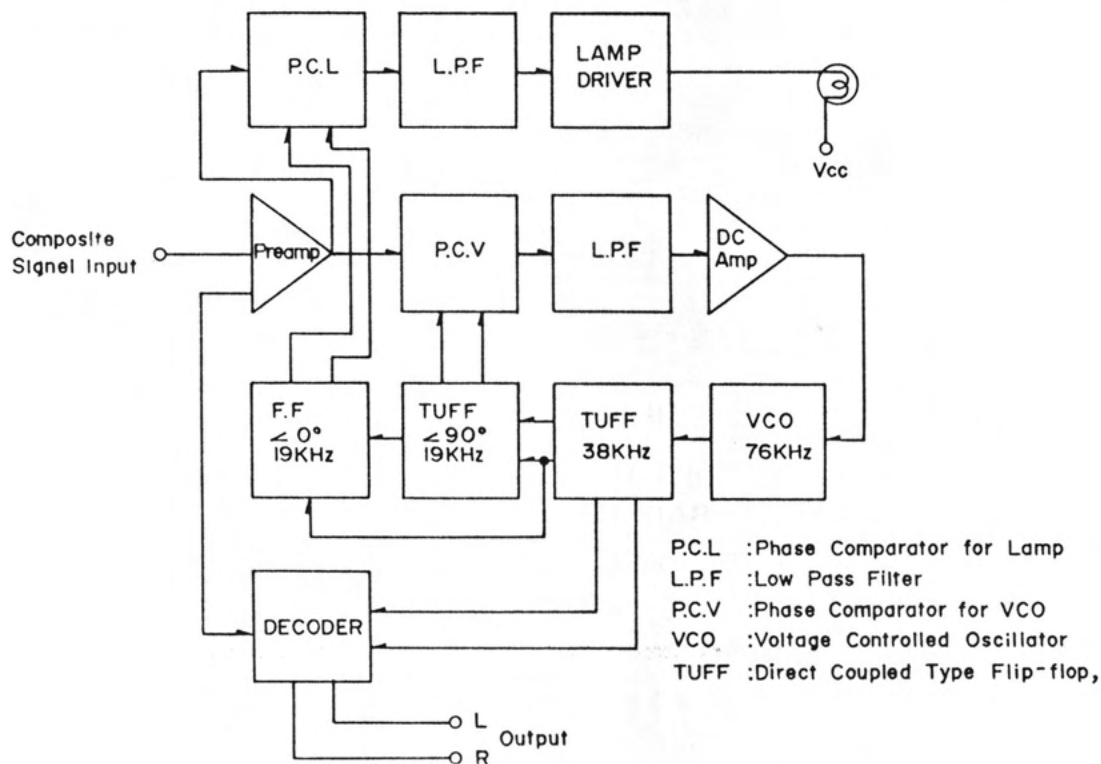 P.C.L
L.P.F
LAMP
DRIVER
Vcc
Composite
Signel Input
Preamp
P.C.V
L.P.F
DC
Amp
F.F
∠0°
19KHz
TUFF
∠90°
19KHz
TUFF
38KHz
VCO
76KHz
DECODER
L
R
Output
P.C.L :Phase Comparator for Lamp
L.P.F :Low Pass Filter
P.C.V :Phase Comparator for VCO
VCO :Voltage Controlled Oscillator
TUFF :Direct Coupled Type Flip-flop,